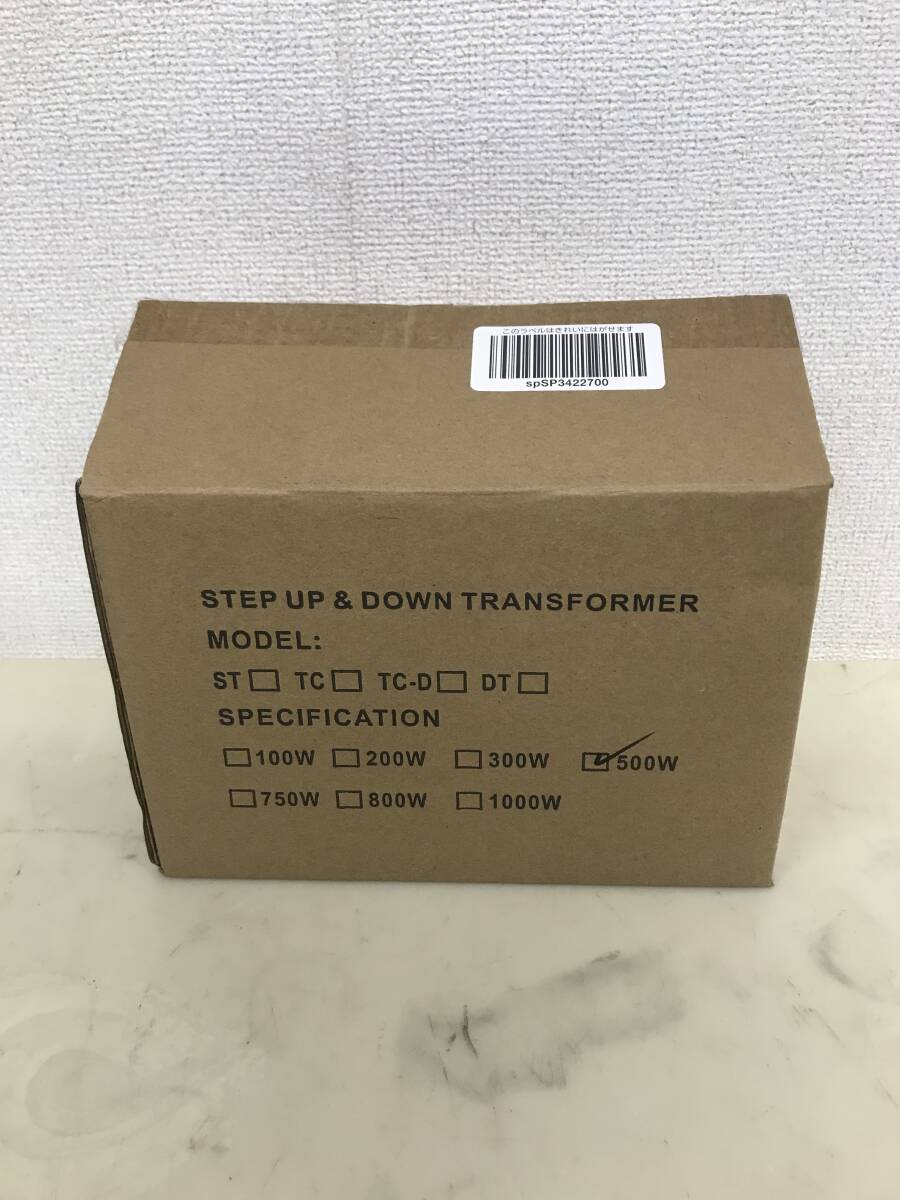 このラベルはきれいにはがせます
spSP3422700
STEP UP & DOWN TRANSFORMER
MODEL:
ST TC TC-D DT
SPECIFICATION
100W 200W 300W 500W
750W 800W 1000W